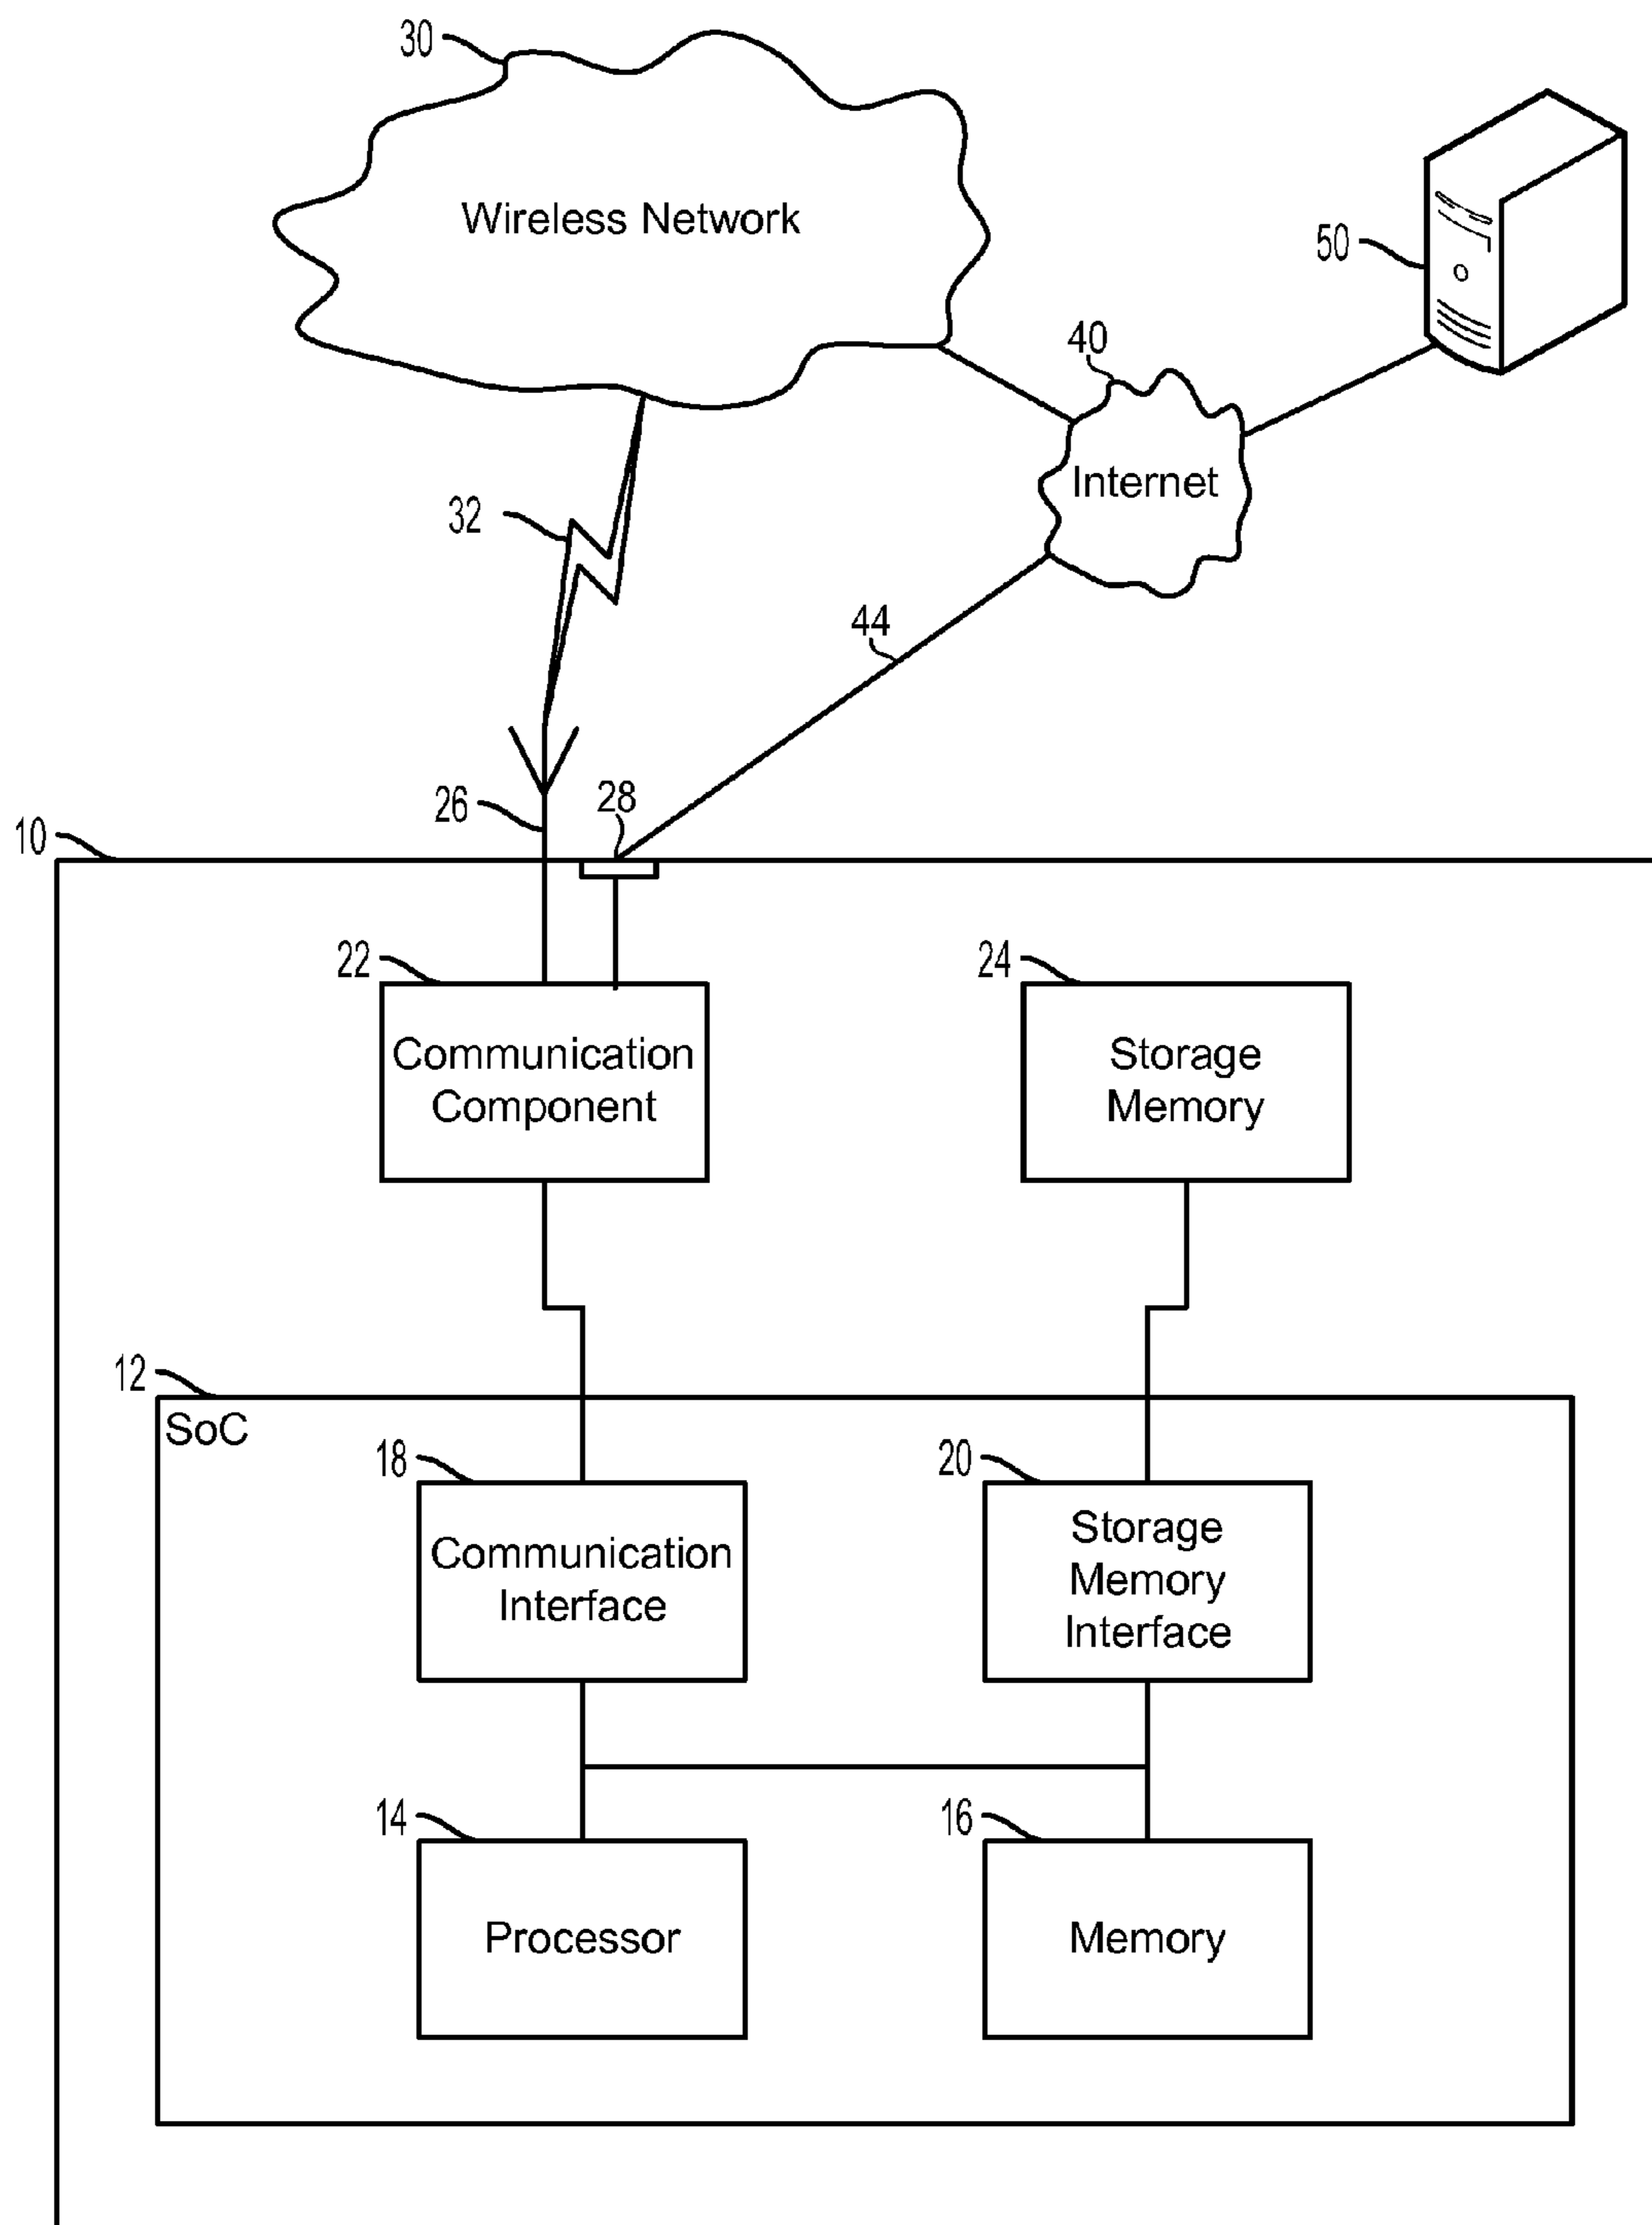 30
Wireless Network
50
40
Internet
32
44
26
28
10
22
24
Communication
Component
Storage
Memory
12
SoC
18
20
Communication
Interface
Storage
Memory
Interface
14
16
Processor
Memory